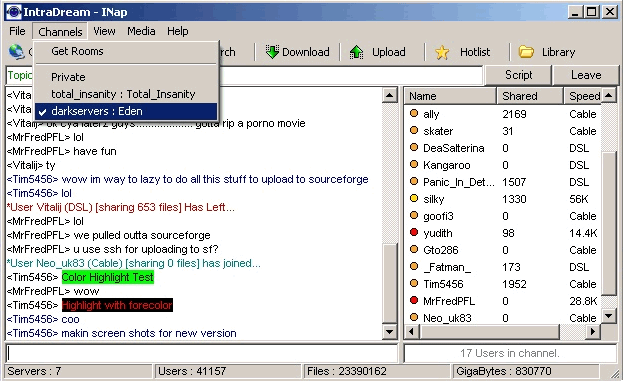 IntraDream - INap
File Channels View Media Help
Get Rooms
Private
total_insanity : Total_Insanity
darkservers : Eden
rch Download Upload Hotlist Library
Topic
Script Leave
<Vitalij> ok cya laterz guys..................... gotta rip a porno movie
<MrFredPFL> lol
<MrFredPFL> have fun
<Vitalij> ty
<Tim5456> wow im way to lazy to do all this stuff to upload to sourceforge
<Tim5456> lol
*User Vitalij (DSL) [sharing 653 files] Has Left...
<MrFredPFL> lol
<MrFredPFL> we pulled outta sourceforge
<MrFredPFL> u use ssh for uploading to sf?
*User Neo_uk83 (Cable) [sharing 0 files] has joined...
<Tim5456> Color Highlight Test
<MrFredPFL> wow
<Tim5456> Highlight with forecolor
<Tim5456> coo
<Tim5456> makin screen shots for new version
Name Shared Speed
ally 2169 Cable
skater 31 Cable
DeaSalterina 0 DSL
Kangaroo 0 DSL
Panic_In_Det... 1507 DSL
silky 1330 56K
goofi3 0 Cable
yudith 98 14.4K
Gto286 0 Cable
_Fatman_ 173 DSL
Tim5456 1952 Cable
MrFredPFL 0 28.8K
Neo_uk83 0 Cable
17 Users in channel.
Servers : 7 Users : 41157 Files : 23390162 GigaBytes : 830770